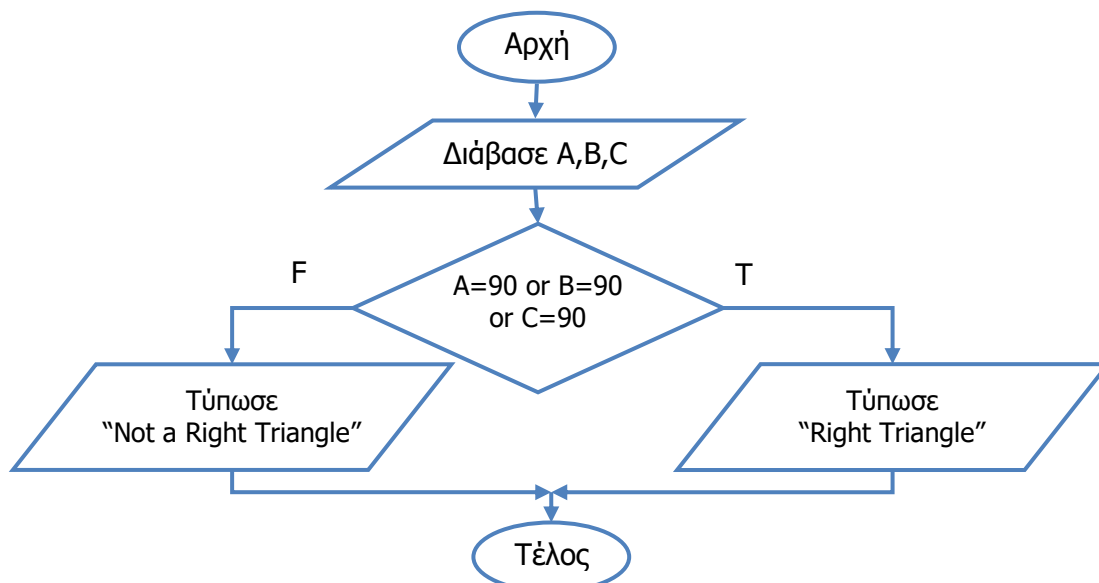 Αρχή
Διάβασε A,B,C
F
A=90 or B=90
or C=90
T
Τύπωσε
“Not a Right Triangle”
Τύπωσε
“Right Triangle”
Τέλος